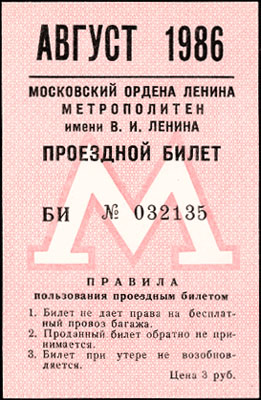 АВГУСТ 1986
МОСКОВСКИЙ ОРДЕНА ЛЕНИНА
МЕТРОПОЛИТЕН
имени В. И. ЛЕНИНА
ПРОЕЗДНОЙ БИЛЕТ
М
БИ № 032135
ПРАВИЛА
пользования проездным билетом
1. Билет не дает права на бесплат-
ный провоз багажа.
2. Проданный билет обратно не при-
нимается.
3. Билет при утере не возобнов-
ляется.
Цена 3 руб.